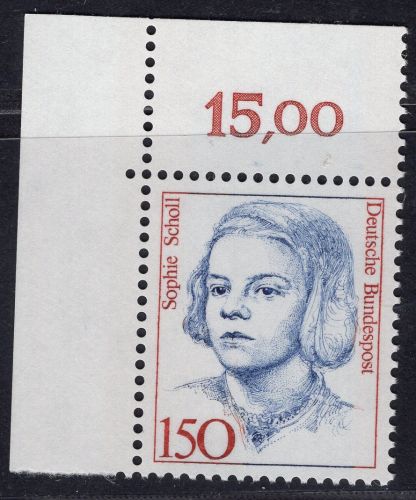 15,00
Sophie Scholl
Deutsche Bundespost
150